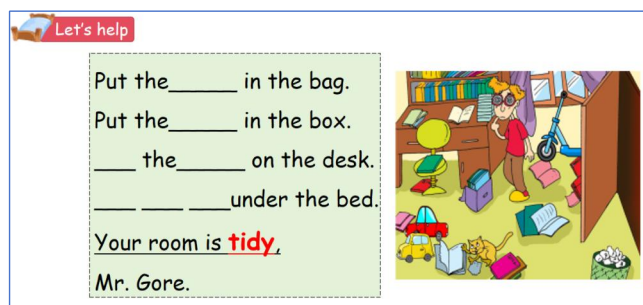 Let's help
Put the______ in the bag.
Put the______ in the box.
___ the______ on the desk.
___ ___ ___under the bed.
Your room is tidy,
Mr. Gore.